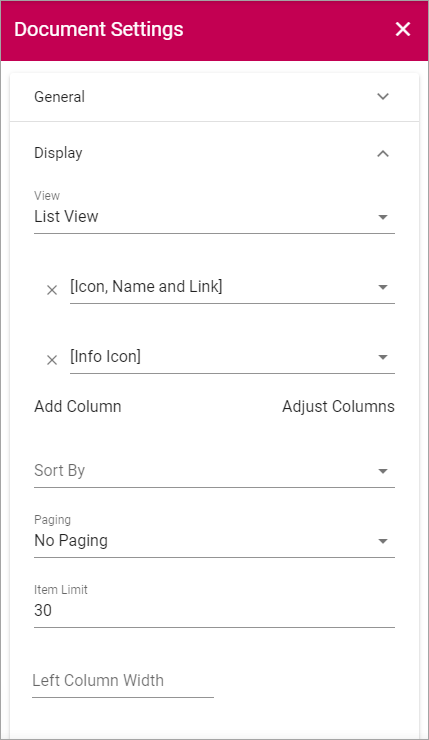 Document Settings
General
Display
View
List View
[Icon, Name and Link]
[Info Icon]
Add Column Adjust Columns
Sort By
Paging
No Paging
Item Limit
30
Left Column Width